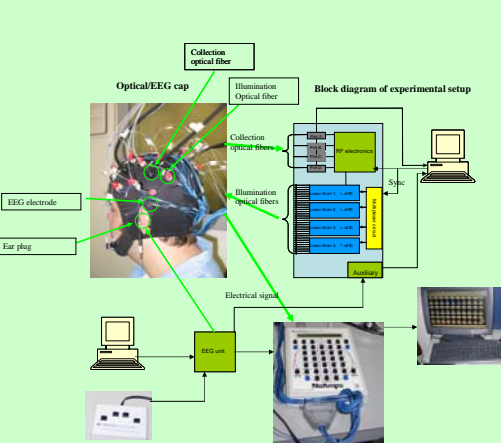 Collection
optical fiber
Optical/EEG cap
Illumination
Optical fiber
Block diagram of experimental setup
Collection
optical fibers
RF electronics
Sync
EEG electrode
Illumination
optical fibers
Multiplexer circuit
Ear plug
Auxiliary
Electrical signal
EEG unit